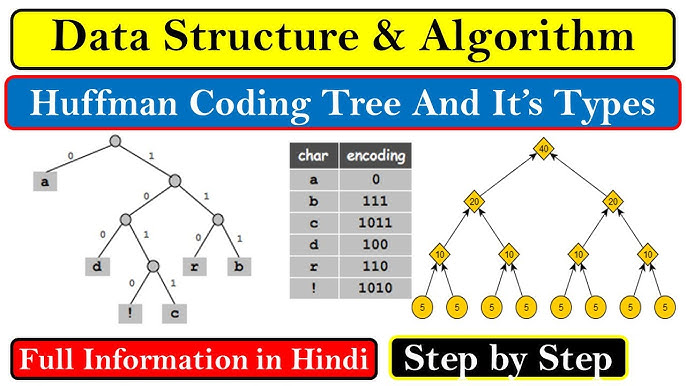 Data Structure & Algorithm
Huffman Coding Tree And It's Types
0 1
a
0 1
0 1 0 1
d r b
0 1
! c
char encoding
a 0
b 111
c 1011
d 100
r 110
! 1010
40
20 20
10 10 10 10
5 5 5 5 5 5 5 5
Full Information in Hindi
Step by Step